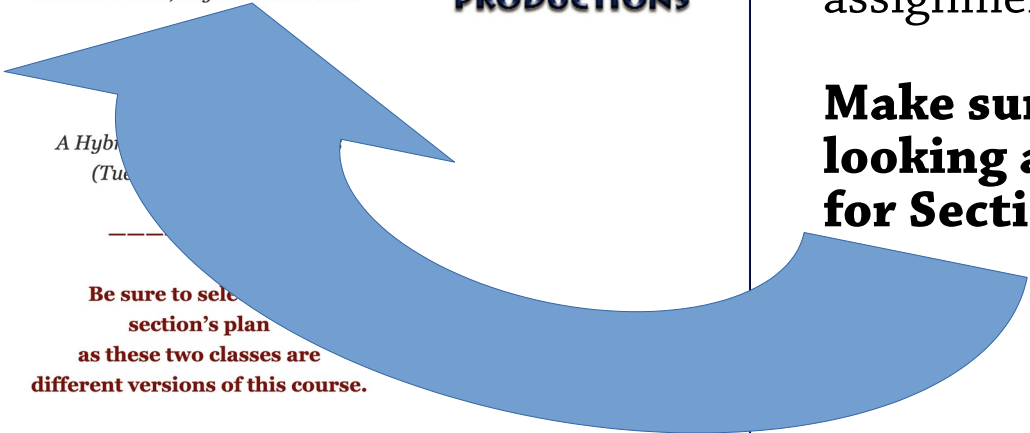 PRODUCTIONS
A Hybr
(Tue
Be sure to sele
section’s plan
as these two classes are
different versions of this course.
assignme
Make sur
looking a
for Secti